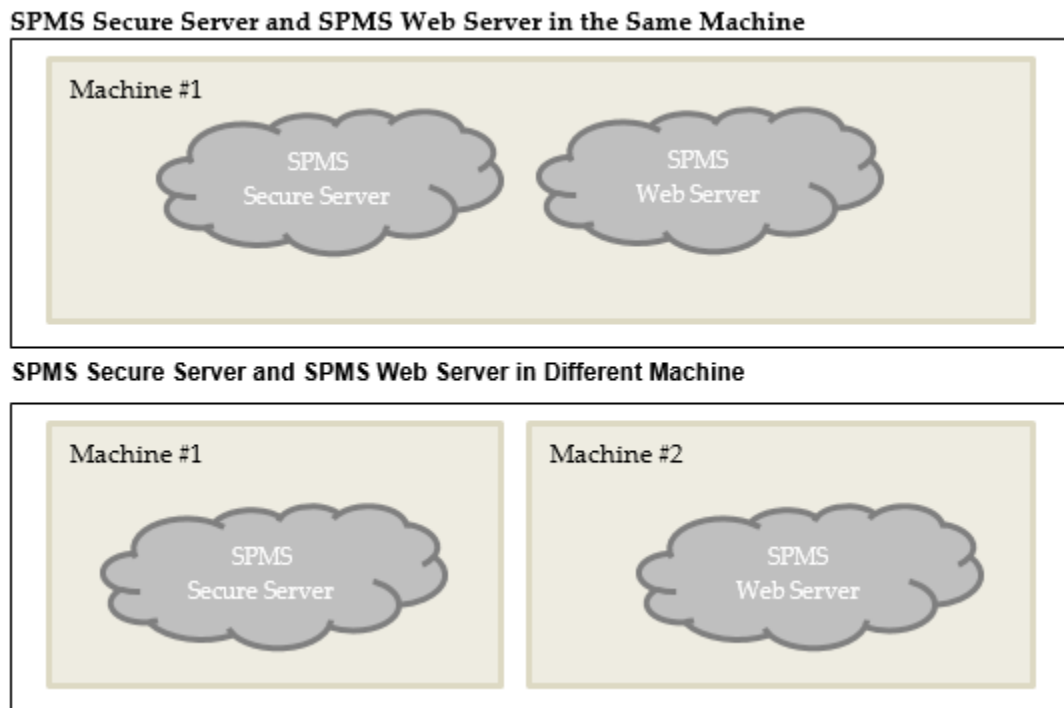 SPMS Secure Server and SPMS Web Server in the Same Machine
Machine #1
SPMS
Secure Server
SPMS
Web Server
SPMS Secure Server and SPMS Web Server in Different Machine
Machine #1
SPMS
Secure Server
Machine #2
SPMS
Web Server